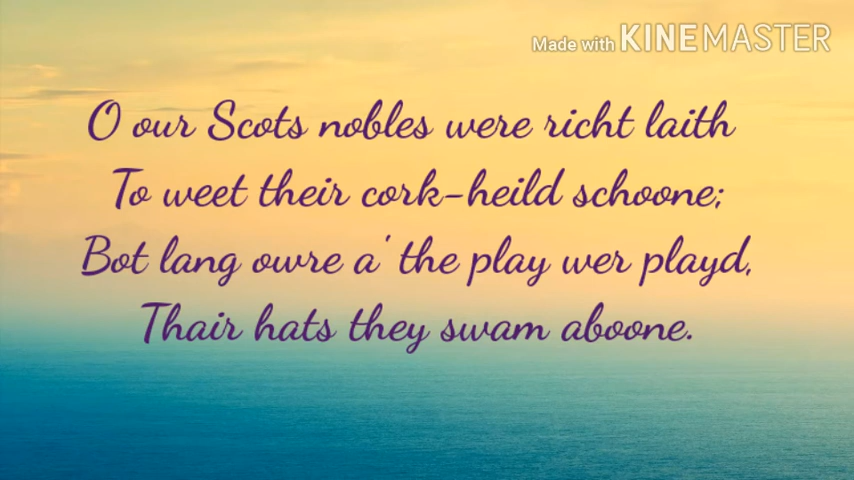 Made with KINEMASTER
O our Scots nobles were richt laith
To weet their cork-heild schoone;
Bot lang owre a' the play wer playd,
Thair hats they swam aboone.